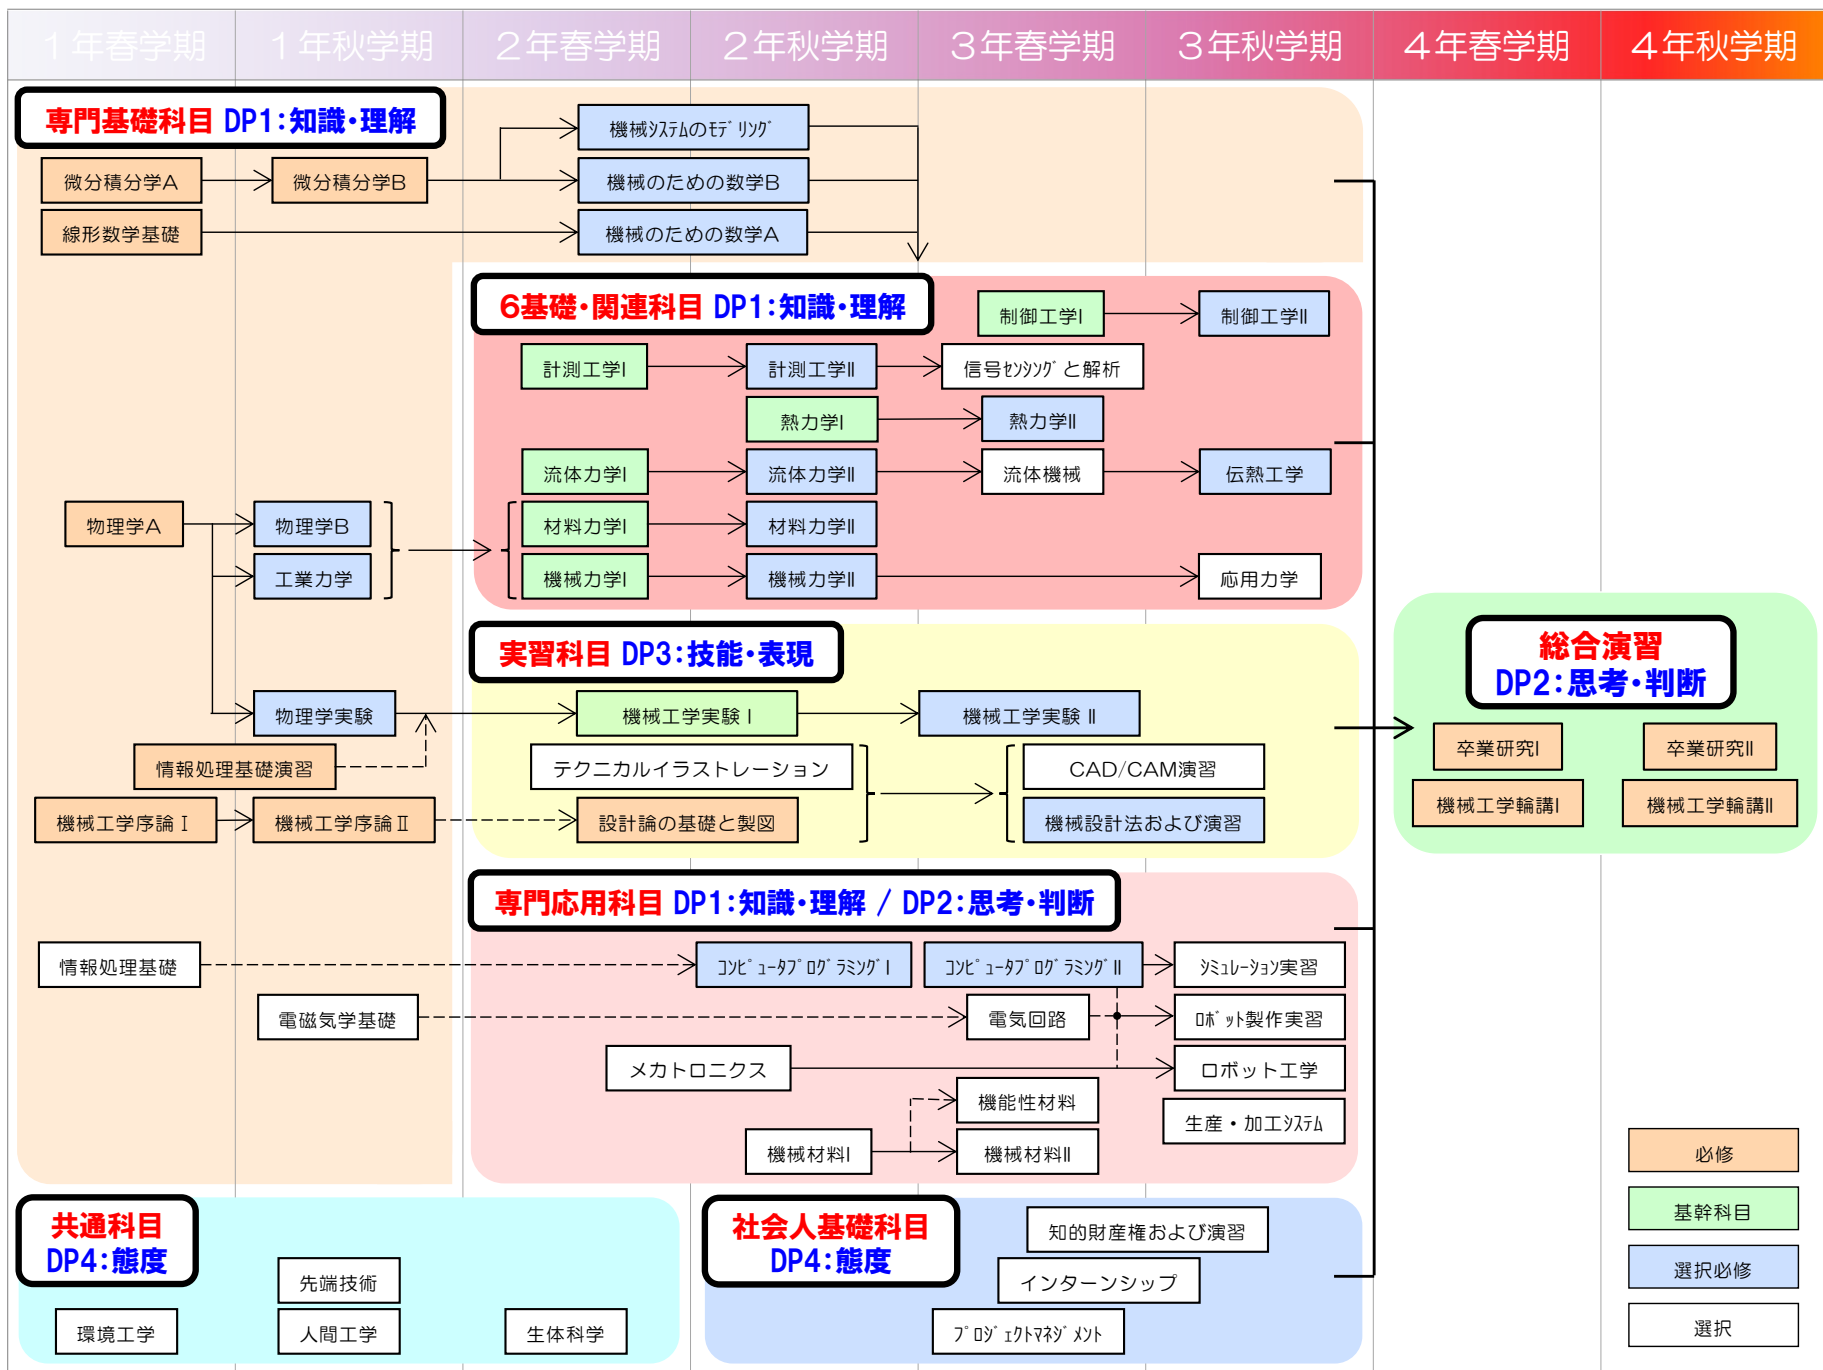 1年春学期
1年秋学期
2年春学期
2年秋学期
3年春学期
3年秋学期
4年春学期
4年秋学期
専門基礎科目 DP1:知識・理解
機械ｼｽﾃﾑのﾓﾃﾞﾘﾝｸﾞ
微分積分学A
微分積分学B
機械のための数学B
線形数学基礎
機械のための数学A
6基礎・関連科目 DP1:知識・理解
制御工学Ⅰ
制御工学Ⅱ
計測工学Ⅰ
計測工学Ⅱ
信号ｾﾝｼﾝｸﾞと解析
熱力学Ⅰ
熱力学Ⅱ
流体力学Ⅰ
流体力学Ⅱ
流体機械
伝熱工学
物理学A
物理学B
材料力学Ⅰ
材料力学Ⅱ
工業力学
機械力学Ⅰ
機械力学Ⅱ
応用力学
実習科目 DP3:技能・表現
総合演習
DP2:思考・判断
物理学実験
機械工学実験Ⅰ
機械工学実験Ⅱ
卒業研究Ⅰ
卒業研究Ⅱ
情報処理基礎演習
テクニカルイラストレーション
CAD/CAM演習
機械工学輪講Ⅰ
機械工学輪講Ⅱ
機械工学序論Ⅰ
機械工学序論Ⅱ
設計論の基礎と製図
機械設計法および演習
専門応用科目 DP1:知識・理解 / DP2:思考・判断
情報処理基礎
ｺﾝﾋﾟｭｰﾀﾌﾟﾛｸﾞﾗﾐﾝｸﾞⅠ
ｺﾝﾋﾟｭｰﾀﾌﾟﾛｸﾞﾗﾐﾝｸﾞⅡ
ｼﾐｭﾚｰｼｮﾝ実習
電磁気学基礎
電気回路
ﾛﾎﾞｯﾄ製作実習
メカトロニクス
ロボット工学
機能性材料
生産・加工ｼｽﾃﾑ
機械材料Ⅰ
機械材料Ⅱ
必修
基幹科目
選択必修
選択
共通科目
DP4:態度
先端技術
環境工学
人間工学
生体科学
社会人基礎科目
DP4:態度
知的財産権および演習
インターンシップ
ﾌﾟﾛｼﾞｪｸﾄﾏﾈｼﾞﾒﾝﾄ